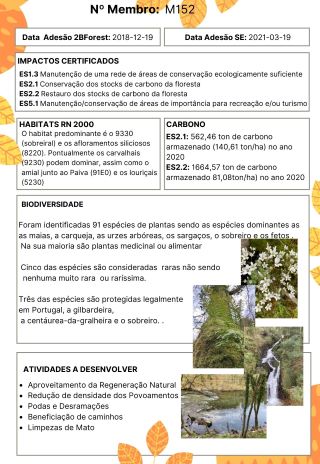 Nº Membro: M152
Data Adesão 2BForest: 2018-12-19
Data Adesão SE: 2021-03-19
IMPACTOS CERTIFICADOS
ES1.3 Manutenção de uma rede de áreas de conservação ecologicamente suficiente
ES2.1 Conservação dos stocks de carbono da floresta
ES2.2 Restauro dos stocks de carbono da floresta
ES5.1 Manutenção/conservação de áreas de importância para recreação e/ou turismo
HABITATS RN 2000
O habitat predominante é o 9330
(sobreiral) e os afloramentos siliciosos
(8220). Pontualmente os carvalhais
(9230) podem dominar, assim como o
amial junto ao Paiva (91E0) e os louriçais
(5230)
CARBONO
ES2.1: 562,46 ton de carbono
armazenado (140,61 ton/ha) no ano
2020
ES2.2: 1664,57 ton de carbono
armazenado 81,08ton/ha) no ano 2020
BIODIVERSIDADE
Foram identificadas 91 espécies de plantas sendo as espécies dominantes as
as maias, a carqueja, as urzes arbóreas, os sargaços, o sobreiro e os fetos .
Na sua maioria são plantas medicinal ou alimentar
Cinco das espécies são consideradas raras não sendo
nenhuma muito rara ou raríssima.
Três das espécies são protegidas legalmente
em Portugal, a gilbardeira,
a centáurea-da-gralheira e o sobreiro. .
ATIVIDADES A DESENVOLVER
• Aproveitamento da Regeneração Natural
• Redução de densidade dos Povoamentos
• Podas e Desramações
• Beneficiação de caminhos
• Limpezas de Mato